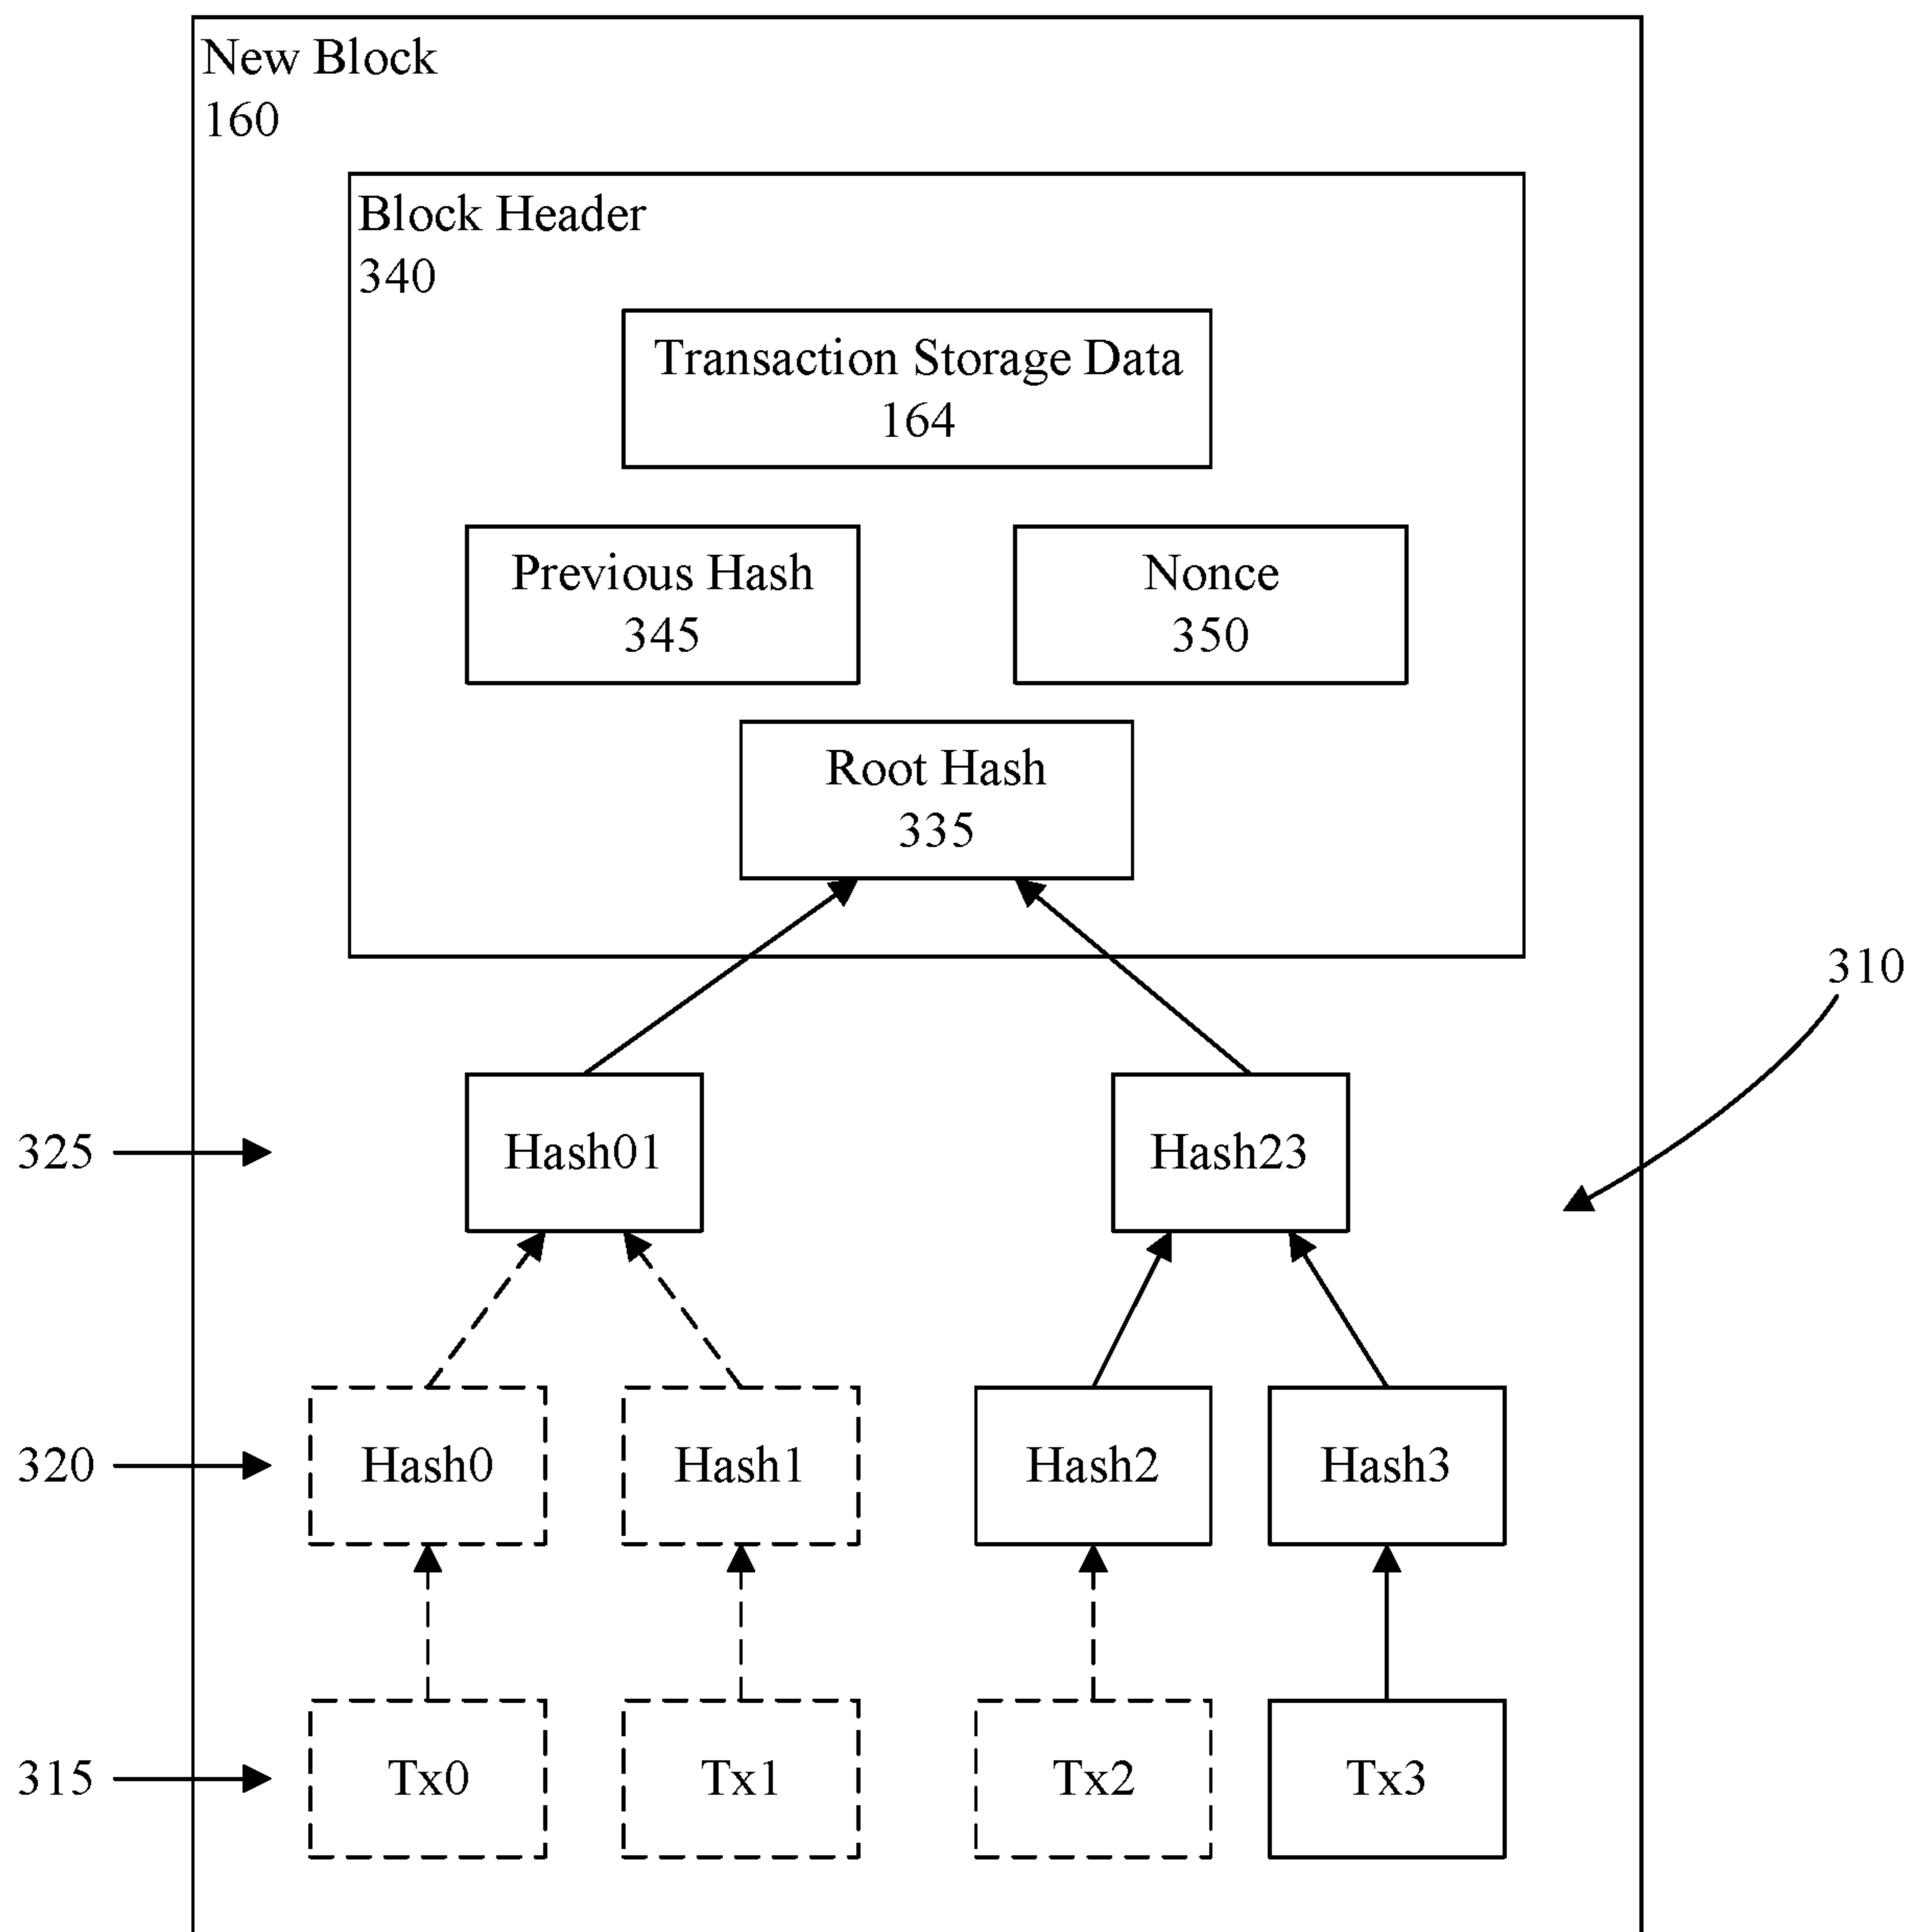 New Block
160
Block Header
340
Transaction Storage Data
164
Previous Hash
345
Nonce
350
Root Hash
335
310
325
Hash01
Hash23
320
Hash0
Hash1
Hash2
Hash3
315
Tx0
Tx1
Tx2
Tx3